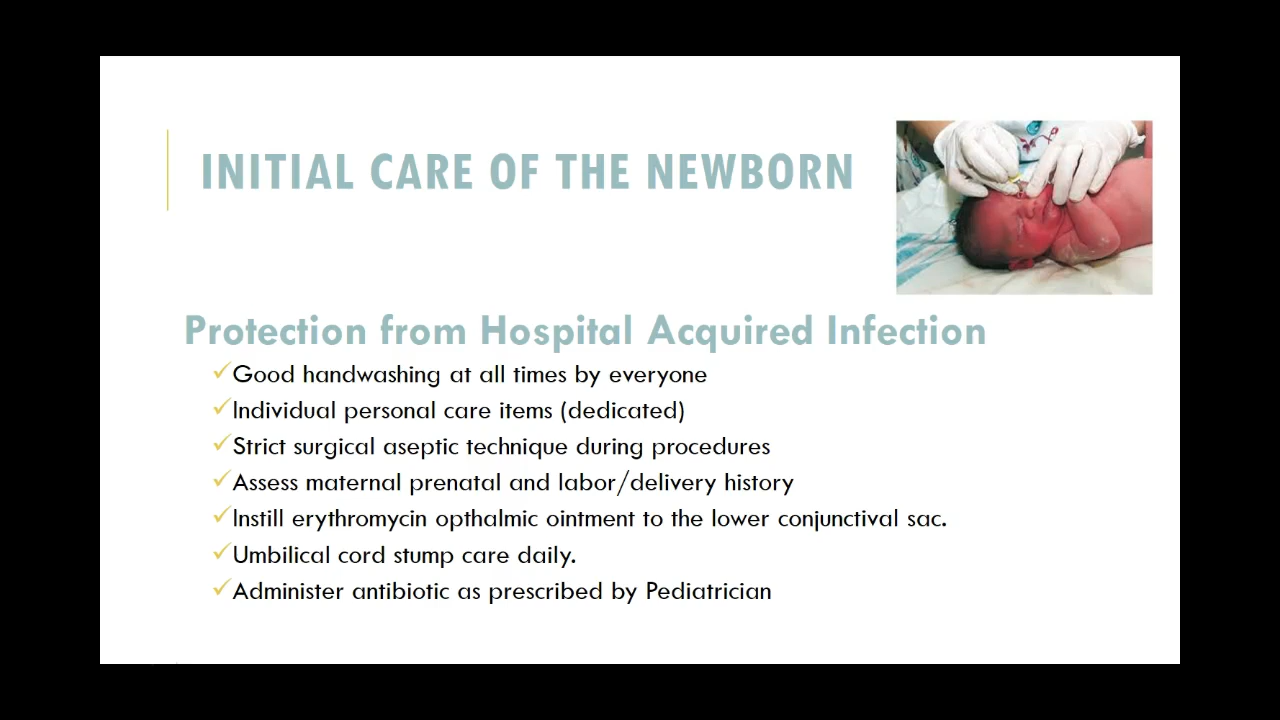 INITIAL CARE OF THE NEWBORN
Protection from Hospital Acquired Infection
✓Good handwashing at all times by everyone
✓Individual personal care items (dedicated)
✓Strict surgical aseptic technique during procedures
✓Assess maternal prenatal and labor/delivery history
✓Instill erythromycin opthalmic ointment to the lower conjunctival sac.
✓Umbilical cord stump care daily.
✓Administer antibiotic as prescribed by Pediatrician